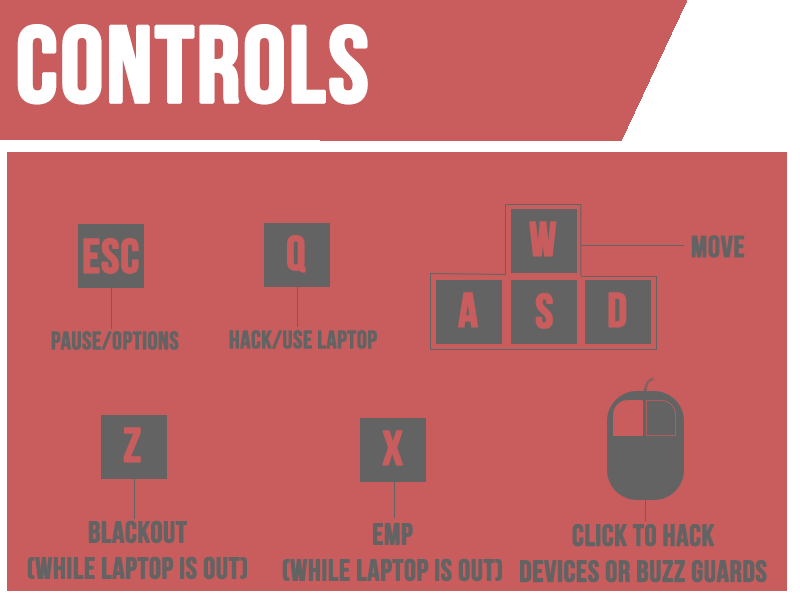 CONTROLS
ESC
Q
W
MOVE
A S D
PAUSE/OPTIONS
HACK/USE LAPTOP
Z
X
BLACKOUT
(WHILE LAPTOP IS OUT)
EMP
(WHILE LAPTOP IS OUT)
CLICK TO HACK
DEVICES OR BUZZ GUARDS